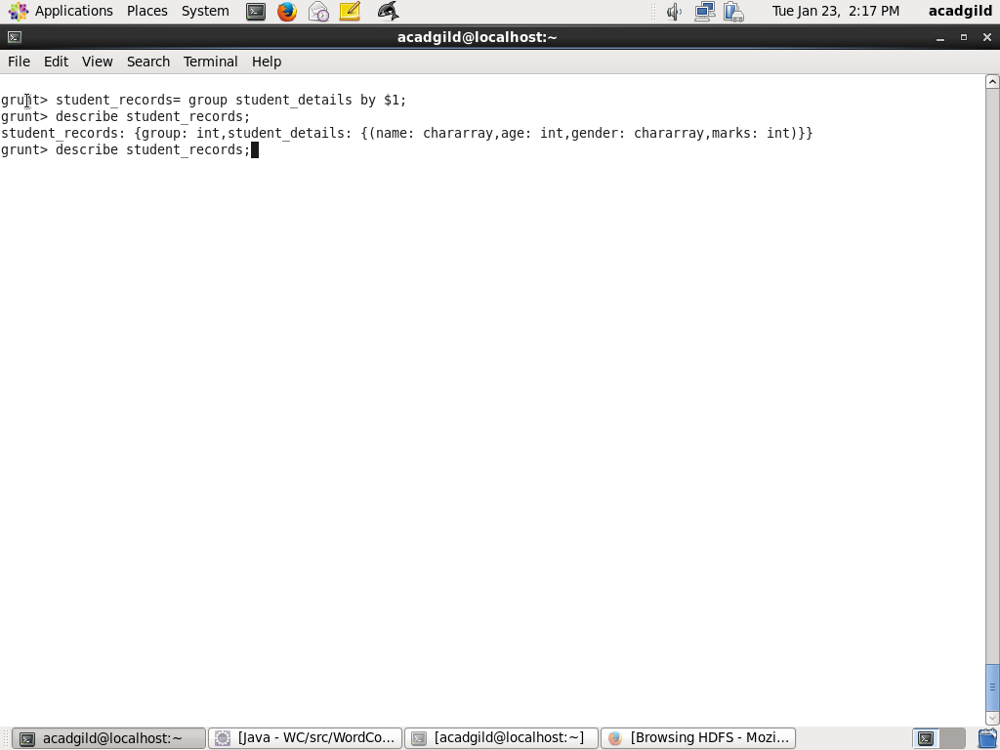 Applications Places System Tue Jan 23, 2:17 PM acadgild
acadgild@localhost:~
File Edit View Search Terminal Help
grunt> student_records= group student_details by $1;
grunt> describe student_records;
student_records: {group: int,student_details: {(name: chararray,age: int,gender: chararray,marks: int)}}
grunt> describe student_records;
acadgild@localhost:~ [Java - WC/src/WordCo... [acadgild@localhost:~] [Browsing HDFS - Mozi...